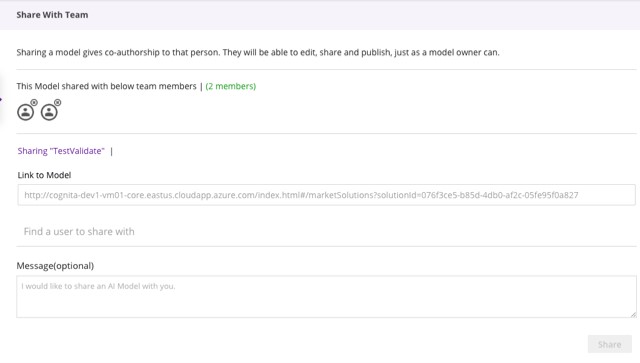 Share With Team
Sharing a model gives co-authorship to that person. They will be able to edit, share and publish, just as a model owner can.
This Model shared with below team members | (2 members)
Sharing "TestValidate" |
Link to Model
http://cognita-dev1-vm01-core.eastus.cloudapp.azure.com/index.html#/marketSolutions?solutionId=076f3ce5-b85d-4db0-af2c-05fe95f0a827
Find a user to share with
Message(optional)
I would like to share an AI Model with you.
Share